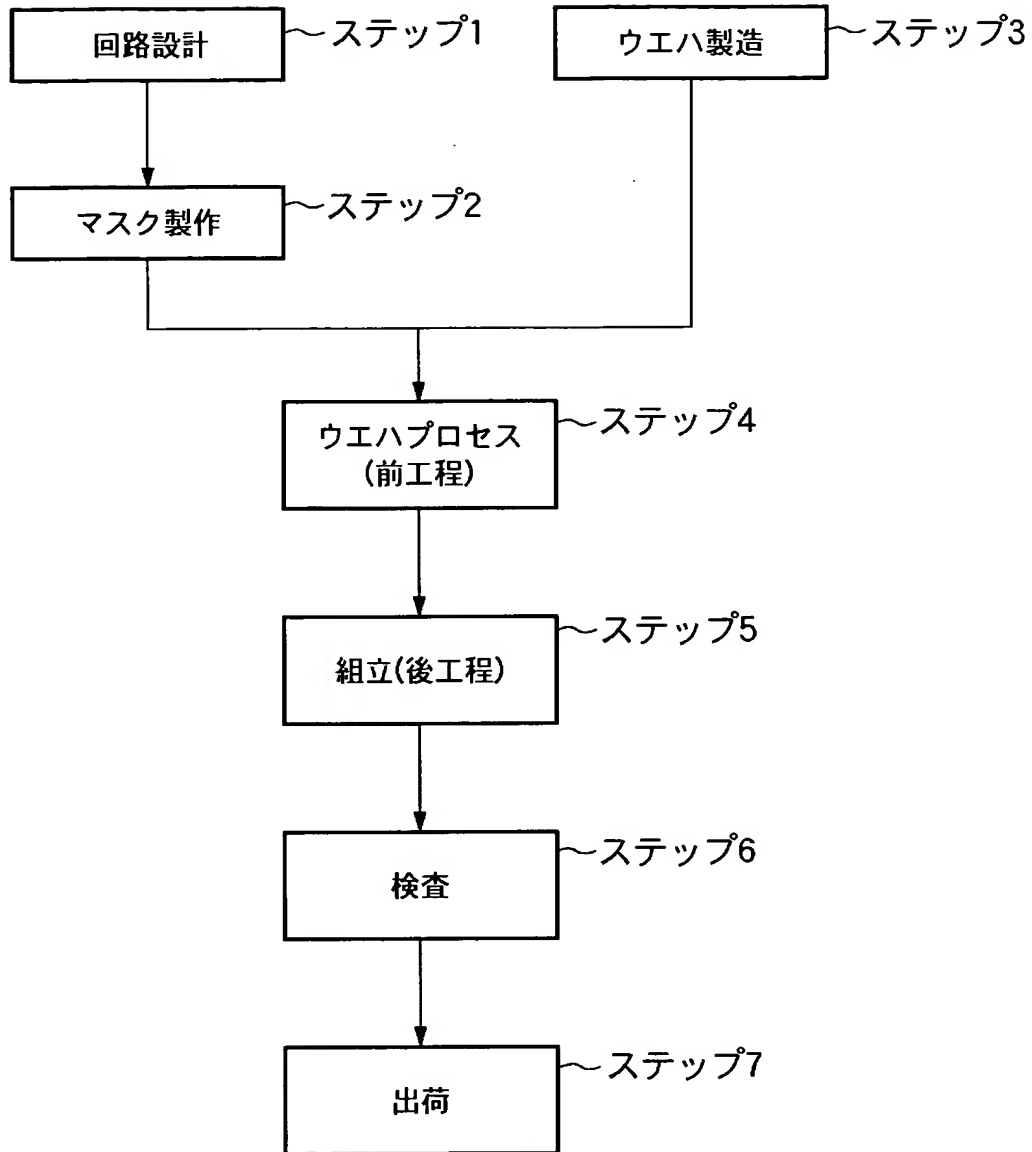 回路設計
ステップ1
ウエハ製造
ステップ3
マスク製作
ステップ2
ウエハプロセス
(前工程)
ステップ4
組立(後工程)
ステップ5
検査
ステップ6
出荷
ステップ7